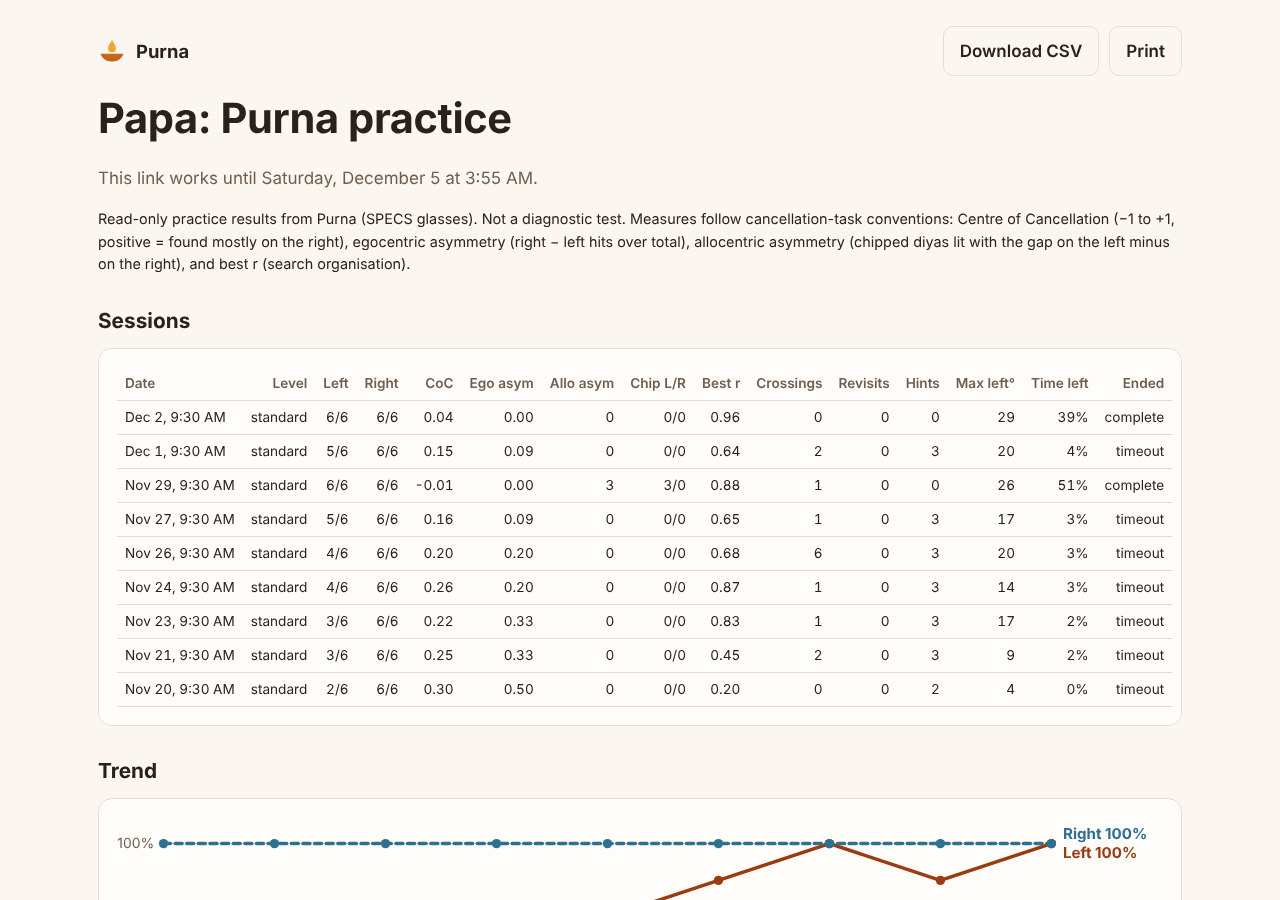 Purna
Download CSV
Print
Papa: Purna practice
This link works until Saturday, December 5 at 3:55 AM.
Read-only practice results from Purna (SPECS glasses). Not a diagnostic test. Measures follow cancellation-task conventions: Centre of Cancellation (−1 to +1,
positive = found mostly on the right), egocentric asymmetry (right − left hits over total), allocentric asymmetry (chipped diyas lit with the gap on the left minus
on the right), and best r (search organisation).
Sessions
Date Level Left Right CoC Ego asym Allo asym Chip L/R Best r Crossings Revisits Hints Max left° Time left Ended
Dec 2, 9:30 AM standard 6/6 6/6 0.04 0.00 0 0/0 0.96 0 0 0 29 39% complete
Dec 1, 9:30 AM standard 5/6 6/6 0.15 0.09 0 0/0 0.64 2 0 3 20 4% timeout
Nov 29, 9:30 AM standard 6/6 6/6 -0.01 0.00 3 3/0 0.88 1 0 0 26 51% complete
Nov 27, 9:30 AM standard 5/6 6/6 0.16 0.09 0 0/0 0.65 1 0 3 17 3% timeout
Nov 26, 9:30 AM standard 4/6 6/6 0.20 0.20 0 0/0 0.68 6 0 3 20 3% timeout
Nov 24, 9:30 AM standard 4/6 6/6 0.26 0.20 0 0/0 0.87 1 0 3 14 3% timeout
Nov 23, 9:30 AM standard 3/6 6/6 0.22 0.33 0 0/0 0.83 1 0 3 17 2% timeout
Nov 21, 9:30 AM standard 3/6 6/6 0.25 0.33 0 0/0 0.45 2 0 3 9 2% timeout
Nov 20, 9:30 AM standard 2/6 6/6 0.30 0.50 0 0/0 0.20 0 0 2 4 0% timeout
Trend
100%
Right 100%
Left 100%